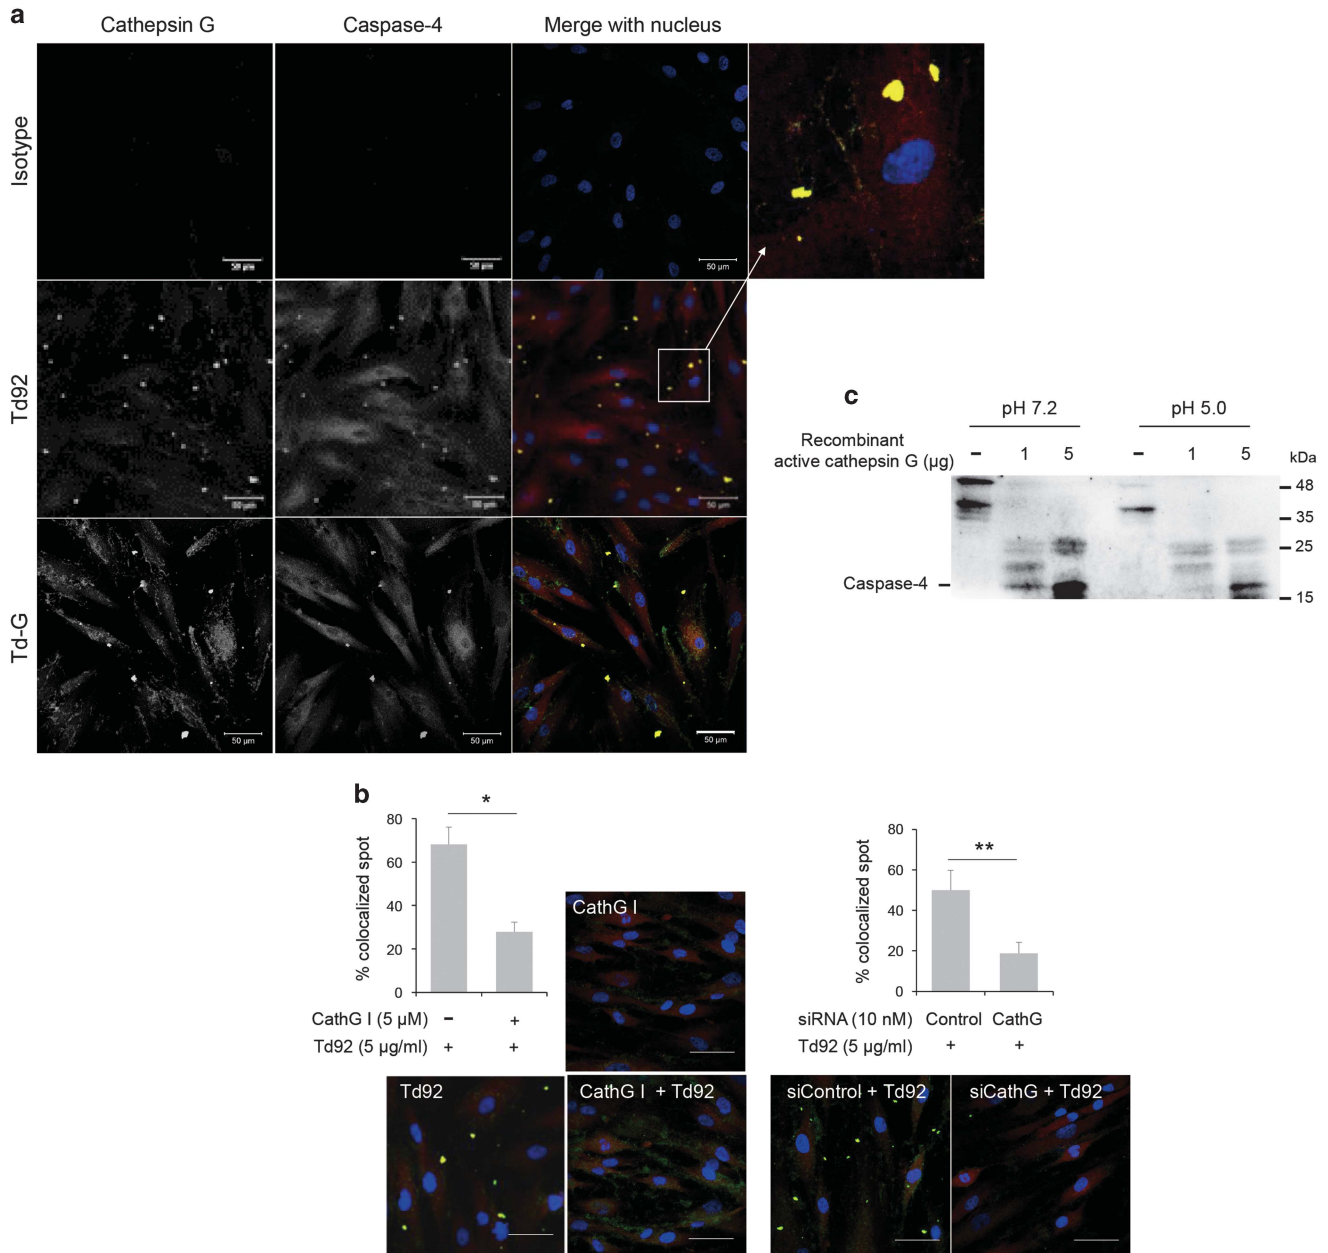 a
Cathepsin G
Caspase-4
Merge with nucleus
Isotype
50 µm
Td92
50 µm
Td-G
50 µm
50 µm
50 µm
c
pH 7.2
pH 5.0
Recombinant
active cathepsin G (µg)
– 1 5 – 1 5
kDa
48
35
25
15
Caspase-4
b
*
% colocalized spot
80
60
40
20
0
CathG I (5 µM) – +
Td92 (5 µg/ml) + +
CathG I
Td92
CathG I + Td92
**
% colocalized spot
80
60
40
20
0
siRNA (10 nM) Control CathG
Td92 (5 µg/ml) + +
siControl + Td92
siCathG + Td92